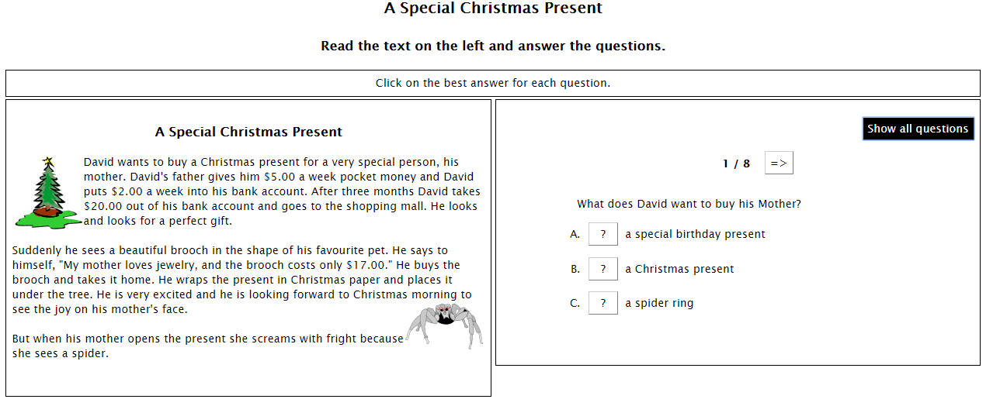 A Special Christmas Present
Read the text on the left and answer the questions.
Click on the best answer for each question.
A Special Christmas Present
David wants to buy a Christmas present for a very special person, his
mother. David's father gives him $5.00 a week pocket money and David
puts $2.00 a week into his bank account. After three months David takes
$20.00 out of his bank account and goes to the shopping mall. He looks
and looks for a perfect gift.
Suddenly he sees a beautiful brooch in the shape of his favourite pet. He says to
himself, "My mother loves jewelry, and the brooch costs only $17.00." He buys the
brooch and takes it home. He wraps the present in Christmas paper and places it
under the tree. He is very excited and he is looking forward to Christmas morning to
see the joy on his mother's face.
But when his mother opens the present she screams with fright because
she sees a spider.
Show all questions
1 / 8 =>
What does David want to buy his Mother?
A. ? a special birthday present
B. ? a Christmas present
C. ? a spider ring